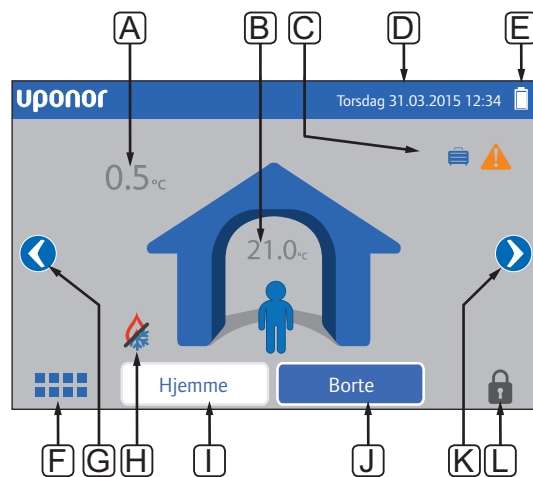 A B C D E
uponor Torsdag 31.03.2015 12:34
0.5°C
21.0°C
Hjemme Borte
F G H I J K L